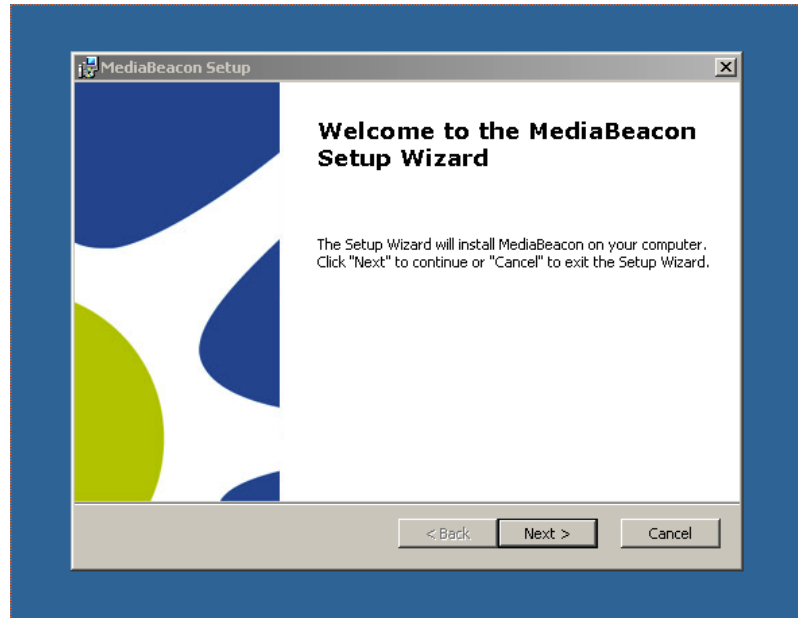 MediaBeacon Setup
Welcome to the MediaBeacon
Setup Wizard
The Setup Wizard will install MediaBeacon on your computer.
Click "Next" to continue or "Cancel" to exit the Setup Wizard.
< Back Next > Cancel